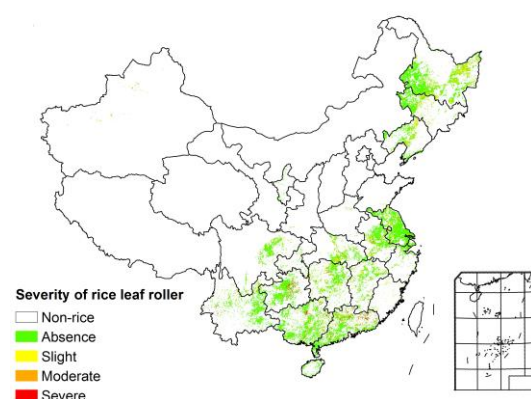 Severity of rice leaf roller
Non-rice
Absence
Slight
Moderate
Severe